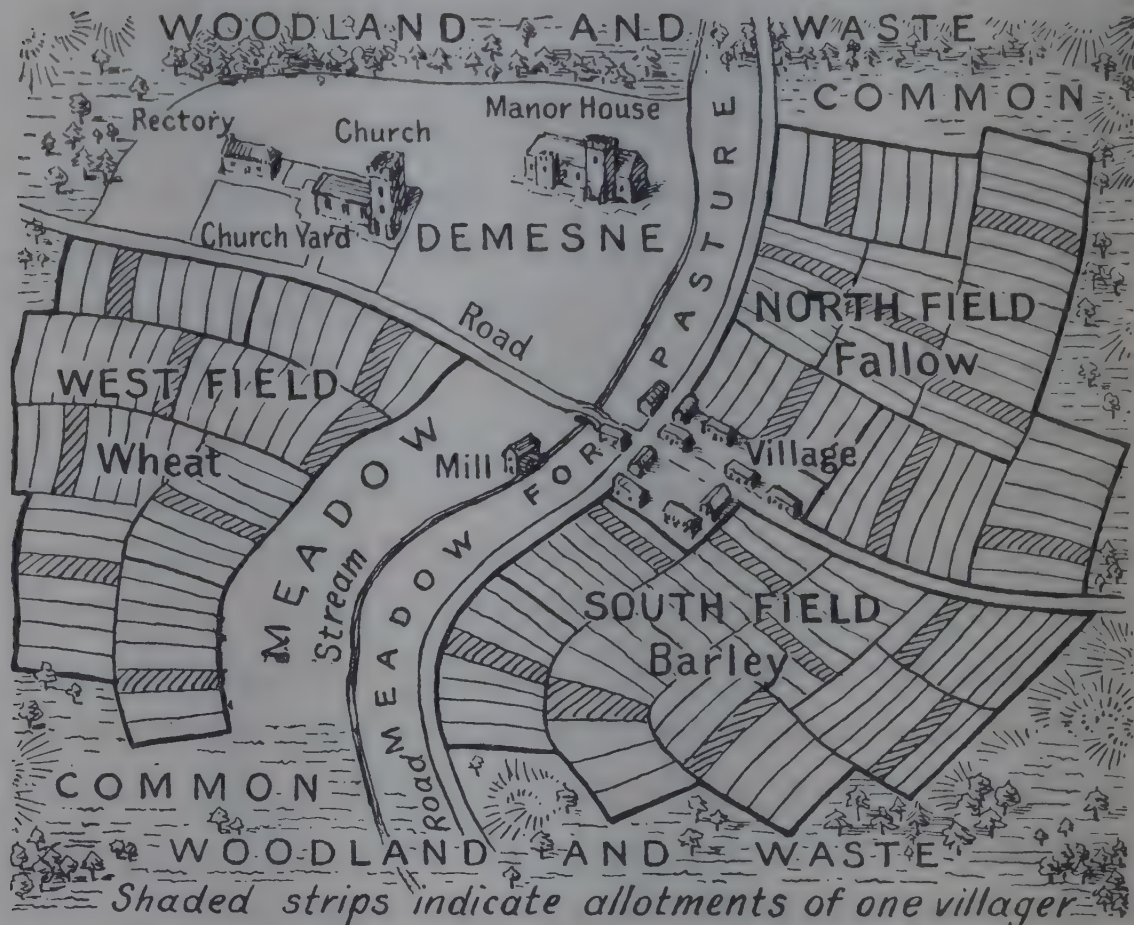 WOODLAND AND WASTE
COMMON
Rectory
Church
Manor House
Church Yard
DEMESNE
Road
NORTH FIELD
Fallow
WEST FIELD
Wheat
MEADOW
Mill
Stream
Village
MEADOW FOR PASTURE
SOUTH FIELD
Barley
Road
COMMON
WOODLAND AND WASTE
Shaded strips indicate allotments of one villager